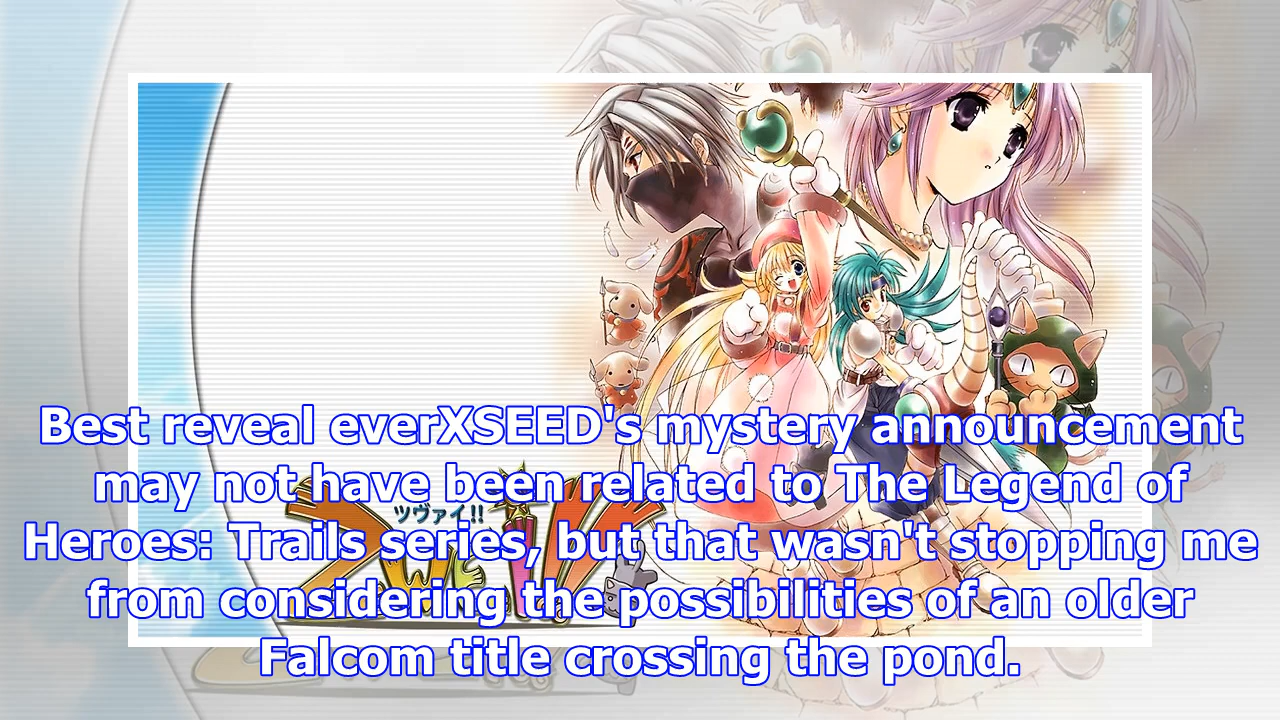 Best reveal everXSEED's mystery announcement
may not have been related to The Legend of
Heroes: Trails series, but that wasn't stopping me
from considering the possibilities of an older
Falcom title crossing the pond.
ツヴァイ!!
Zwei!!